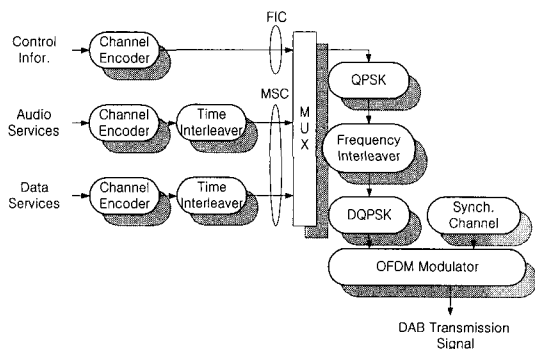 FIC
Control
Infor.
Channel
Encoder
QPSK
MSC
Audio
Services
Channel
Encoder
Time
Interleaver
M
U
X
Frequency
Interleaver
Data
Services
Channel
Encoder
Time
Interleaver
DQPSK
Synch.
Channel
OFDM Modulator
DAB Transmission
Signal